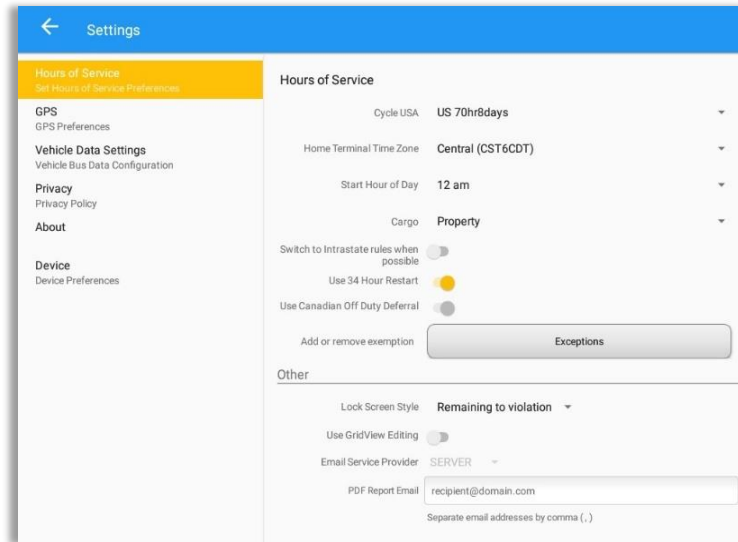 Settings
Hours of Service
Set Hours of Service Preferences
GPS
GPS Preferences
Vehicle Data Settings
Vehicle Bus Data Configuration
Privacy
Privacy Policy
About
Device
Device Preferences
Hours of Service
Cycle USA US 70hr8days
Home Terminal Time Zone Central (CST6CDT)
Start Hour of Day 12 am
Cargo Property
Switch to Intrastate rules when
possible
Use 34 Hour Restart
Use Canadian Off Duty Deferral
Add or remove exemption Exceptions
Other
Lock Screen Style Remaining to violation
Use GridView Editing
Email Service Provider SERVER
PDF Report Email recipient@domain.com
Separate email addresses by comma ( , )